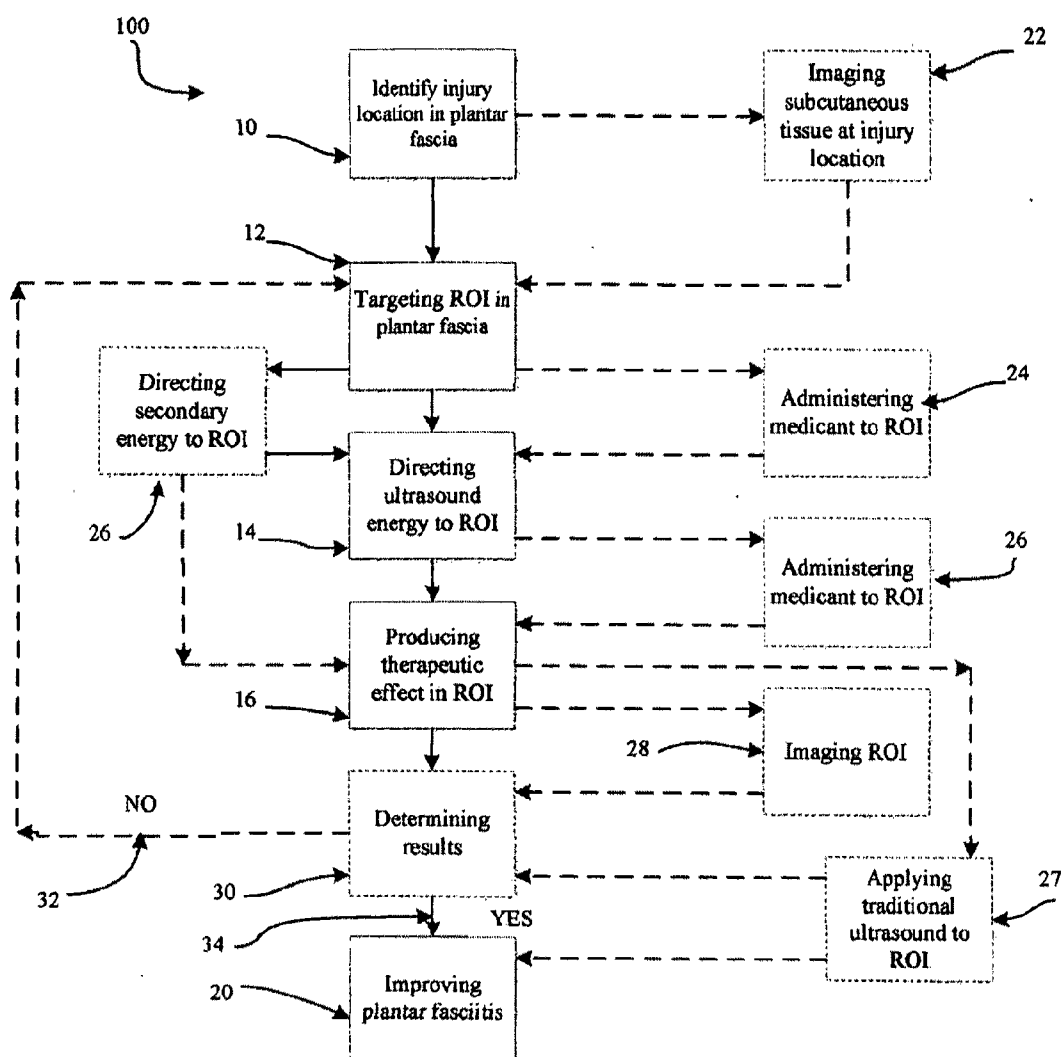 100
22
Identify injury
location in plantar
fascia
10
Imaging
subcutaneous
tissue at injury
location
12
Targeting ROI in
plantar fascia
Directing
secondary
energy to ROI
26
24
Administering
medicant to ROI
Directing
ultrasound
energy to ROI
14
26
Administering
medicant to ROI
Producing
therapeutic
effect in ROI
16
28
Imaging ROI
NO
32
Determining
results
30
27
Applying
traditional
ultrasound to
ROI
34
YES
Improving
plantar fasciitis
20